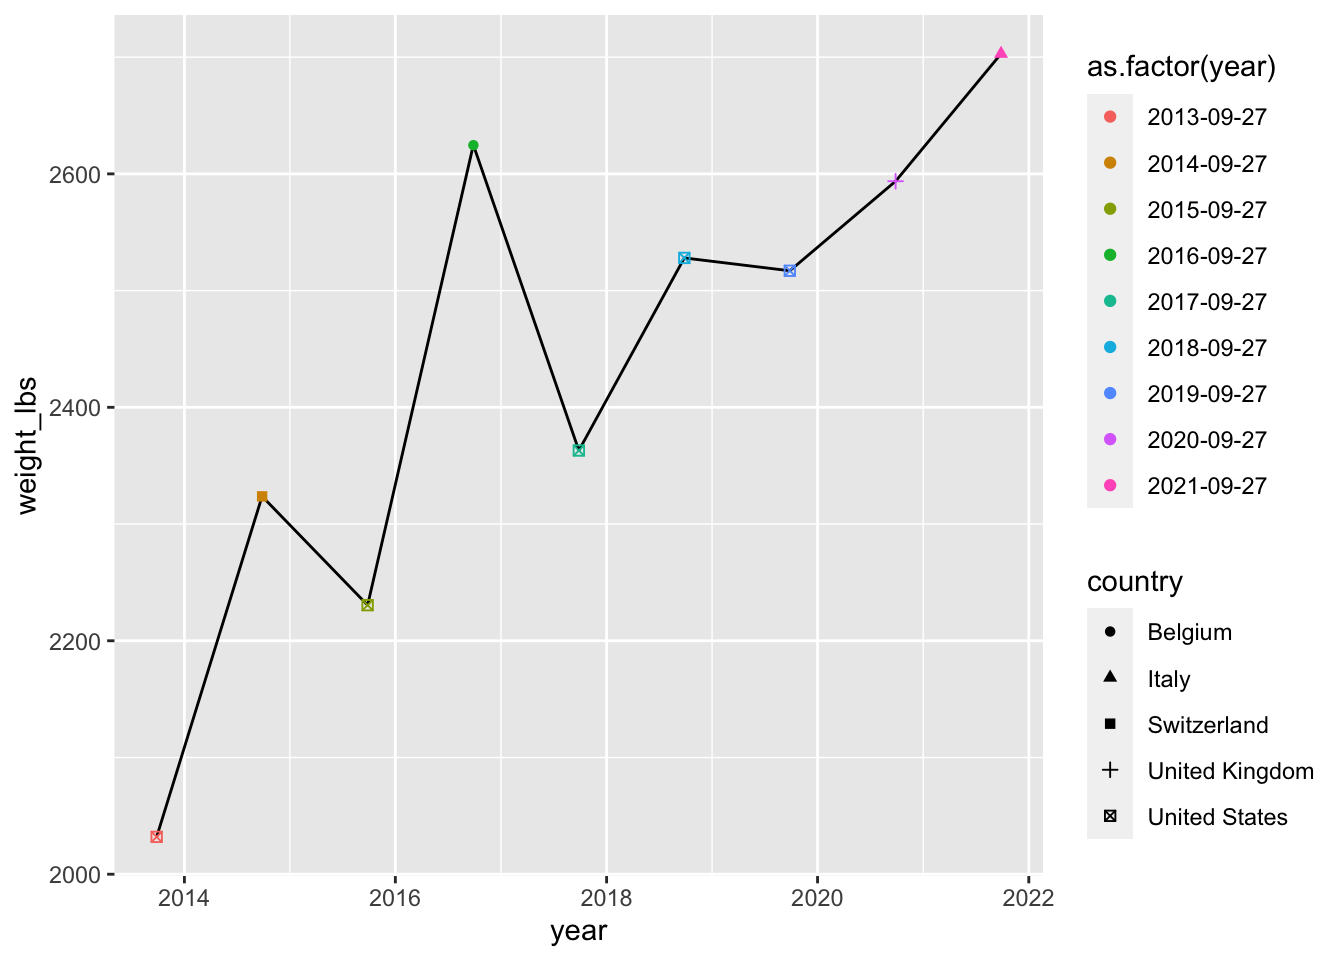 weight_lbs
2600
2400
2200
2000
2014
2016
2018
2020
2022
year
as.factor(year)
2013-09-27
2014-09-27
2015-09-27
2016-09-27
2017-09-27
2018-09-27
2019-09-27
2020-09-27
2021-09-27
country
Belgium
Italy
Switzerland
United Kingdom
United States